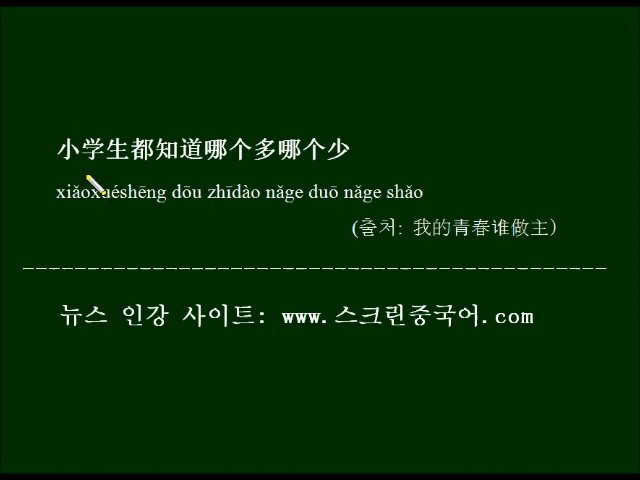 小学生都知道哪个多哪个少
xiǎoxuéshēng dōu zhīdào nǎge duō nǎge shǎo
(출처: 我的青春谁做主)
뉴스 인강 사이트: www.스크린중국어.com